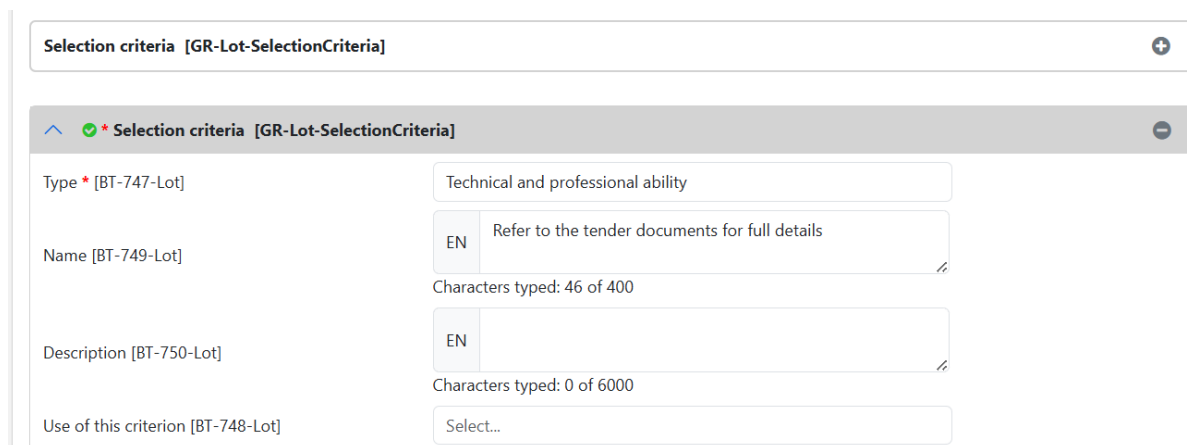 Selection criteria [GR-Lot-SelectionCriteria]
* Selection criteria [GR-Lot-SelectionCriteria]
Type * [BT-747-Lot]
Technical and professional ability
Name [BT-749-Lot]
EN
Refer to the tender documents for full details
Characters typed: 46 of 400
Description [BT-750-Lot]
EN
Characters typed: 0 of 6000
Use of this criterion [BT-748-Lot]
Select...